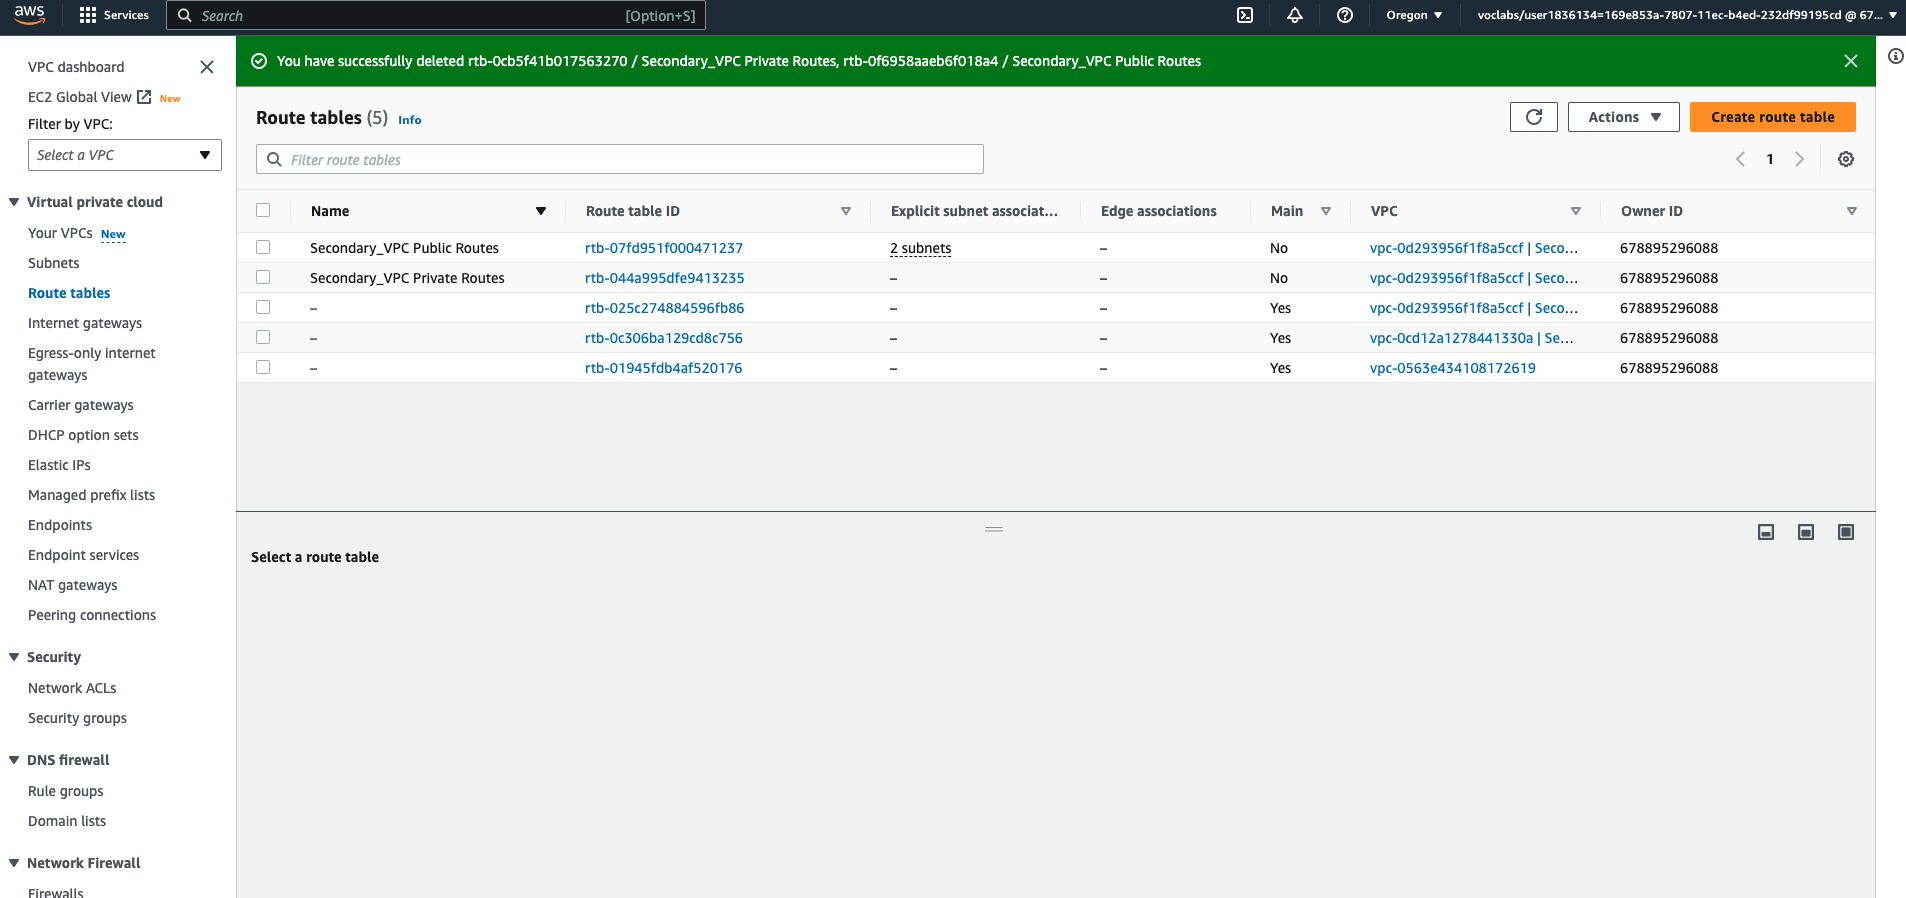 aws
Services
Search
[Option+S]
Oregon
voclabs/user1836134=169e853a-7807-11ec-b4ed-232df99195cd @ 67...
VPC dashboard
EC2 Global View New
Filter by VPC:
Select a VPC
Virtual private cloud
Your VPCs New
Subnets
Route tables
Internet gateways
Egress-only internet
gateways
Carrier gateways
DHCP option sets
Elastic IPs
Managed prefix lists
Endpoints
Endpoint services
NAT gateways
Peering connections
Security
Network ACLs
Security groups
DNS firewall
Rule groups
Domain lists
Network Firewall
Firewalls
You have successfully deleted rtb-0cb5f41b017563270 / Secondary_VPC Private Routes, rtb-0f6958aaeb6f018a4 / Secondary_VPC Public Routes
Route tables (5) Info
Actions
Create route table
Filter route tables
1
Name Route table ID Explicit subnet associat... Edge associations Main VPC Owner ID
Secondary_VPC Public Routes rtb-07fd951f000471237 2 subnets – No vpc-0d293956f1f8a5ccf | Seco... 678895296088
Secondary_VPC Private Routes rtb-044a995dfe9413235 – – No vpc-0d293956f1f8a5ccf | Seco... 678895296088
– rtb-025c274884596fb86 – – Yes vpc-0d293956f1f8a5ccf | Seco... 678895296088
– rtb-0c306ba129cd8c756 – – Yes vpc-0cd12a1278441330a | Se... 678895296088
– rtb-01945fdb4af520176 – – Yes vpc-0563e434108172619 678895296088
Select a route table